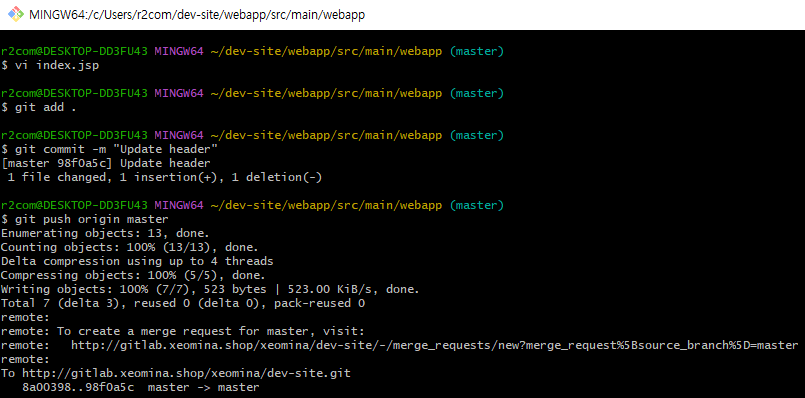 MINGW64:/c/Users/r2com/dev-site/webapp/src/main/webapp
r2com@DESKTOP-DD3FU43 MINGW64 ~/dev-site/webapp/src/main/webapp (master)
$ vi index.jsp
r2com@DESKTOP-DD3FU43 MINGW64 ~/dev-site/webapp/src/main/webapp (master)
$ git add .
r2com@DESKTOP-DD3FU43 MINGW64 ~/dev-site/webapp/src/main/webapp (master)
$ git commit -m "Update header"
[master 98f0a5c] Update header
 1 file changed, 1 insertion(+), 1 deletion(-)
r2com@DESKTOP-DD3FU43 MINGW64 ~/dev-site/webapp/src/main/webapp (master)
$ git push origin master
Enumerating objects: 13, done.
Counting objects: 100% (13/13), done.
Delta compression using up to 4 threads
Compressing objects: 100% (5/5), done.
Writing objects: 100% (7/7), 523 bytes | 523.00 KiB/s, done.
Total 7 (delta 3), reused 0 (delta 0), pack-reused 0
remote:
remote: To create a merge request for master, visit:
remote:   http://gitlab.xeomina.shop/xeomina/dev-site/-/merge_requests/new?merge_request%5Bsource_branch%5D=master
remote:
To http://gitlab.xeomina.shop/xeomina/dev-site.git
   8a00398..98f0a5c  master -> master